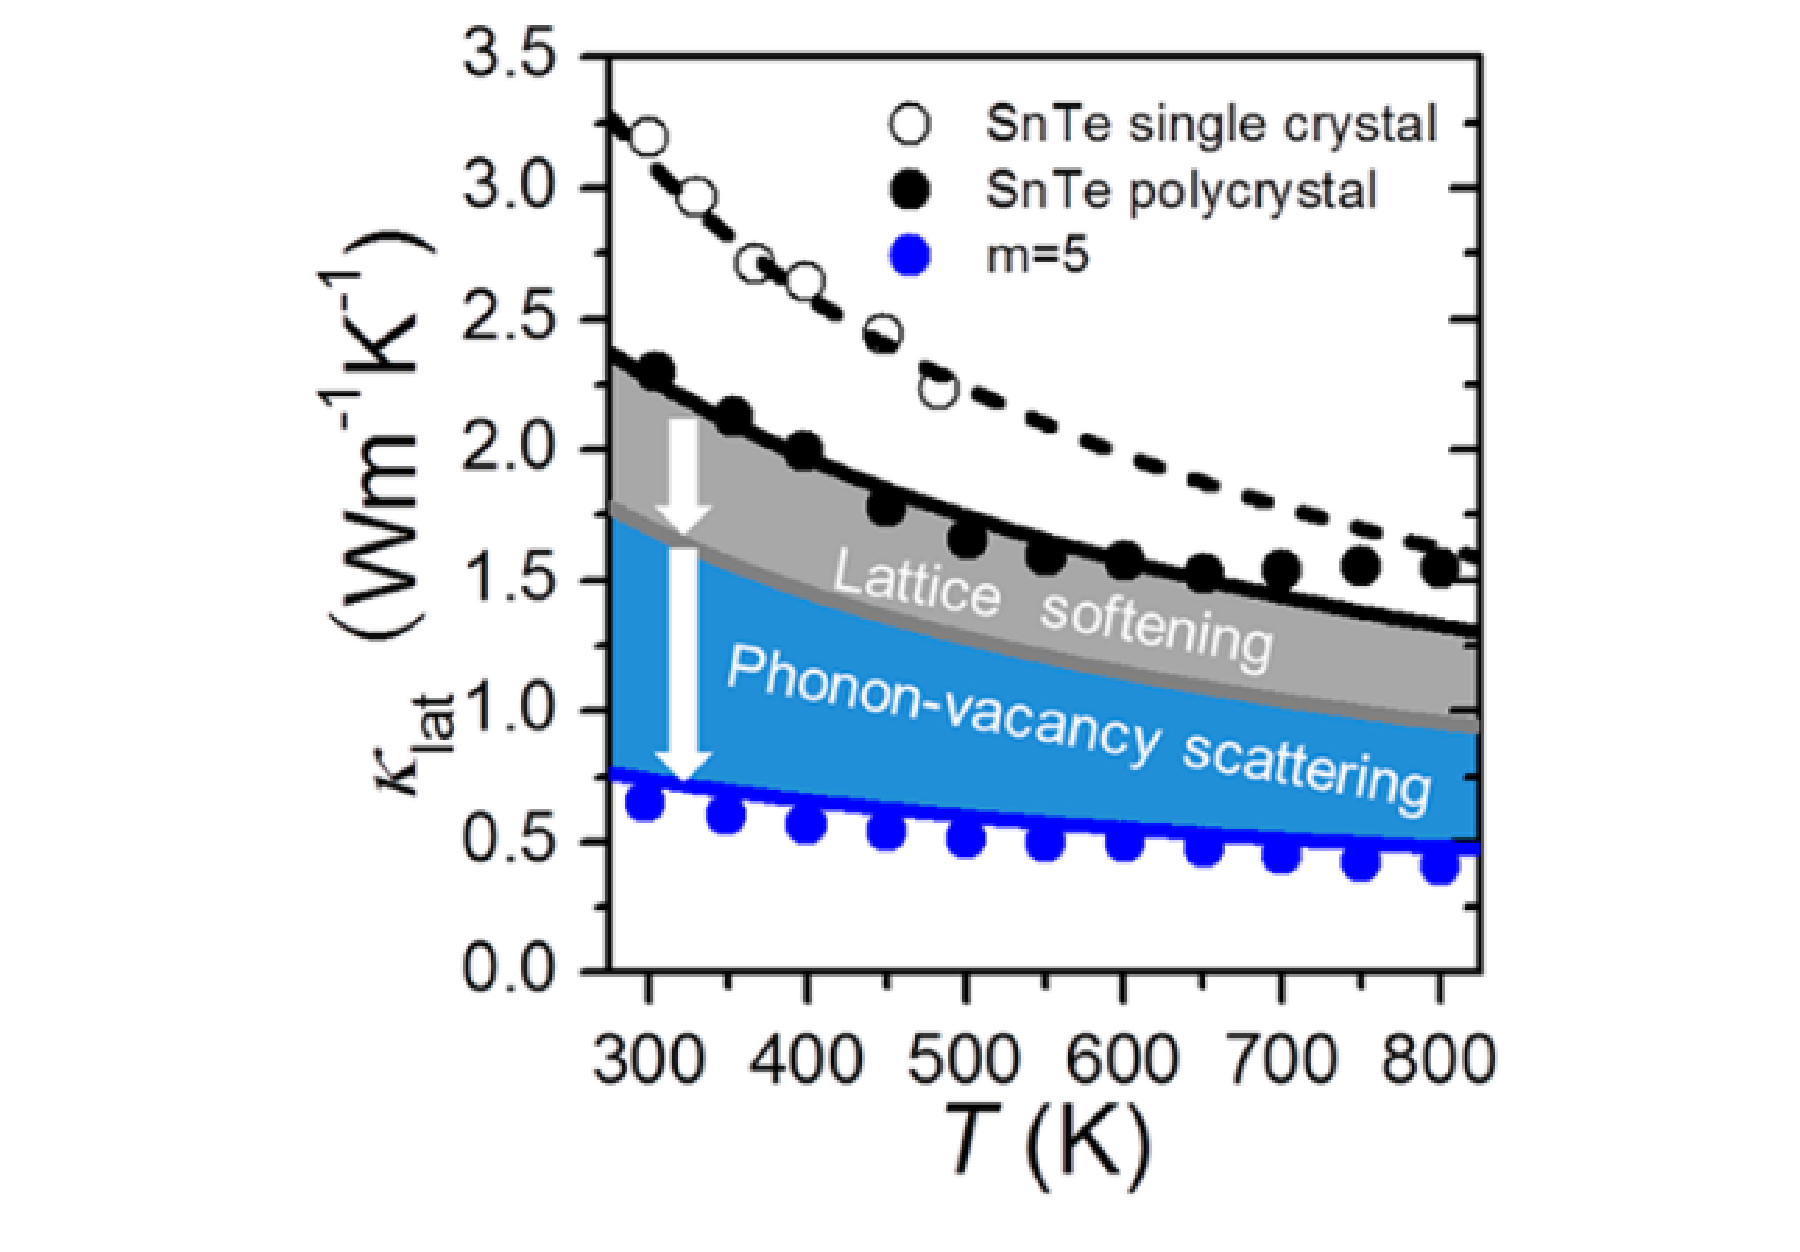 3.5
3.0
2.5
2.0
1.5
1.0
0.5
0.0
κlat (Wm⁻¹K⁻¹)
SnTe single crystal
SnTe polycrystal
m=5
Lattice softening
Phonon-vacancy scattering
300 400 500 600 700 800
T (K)